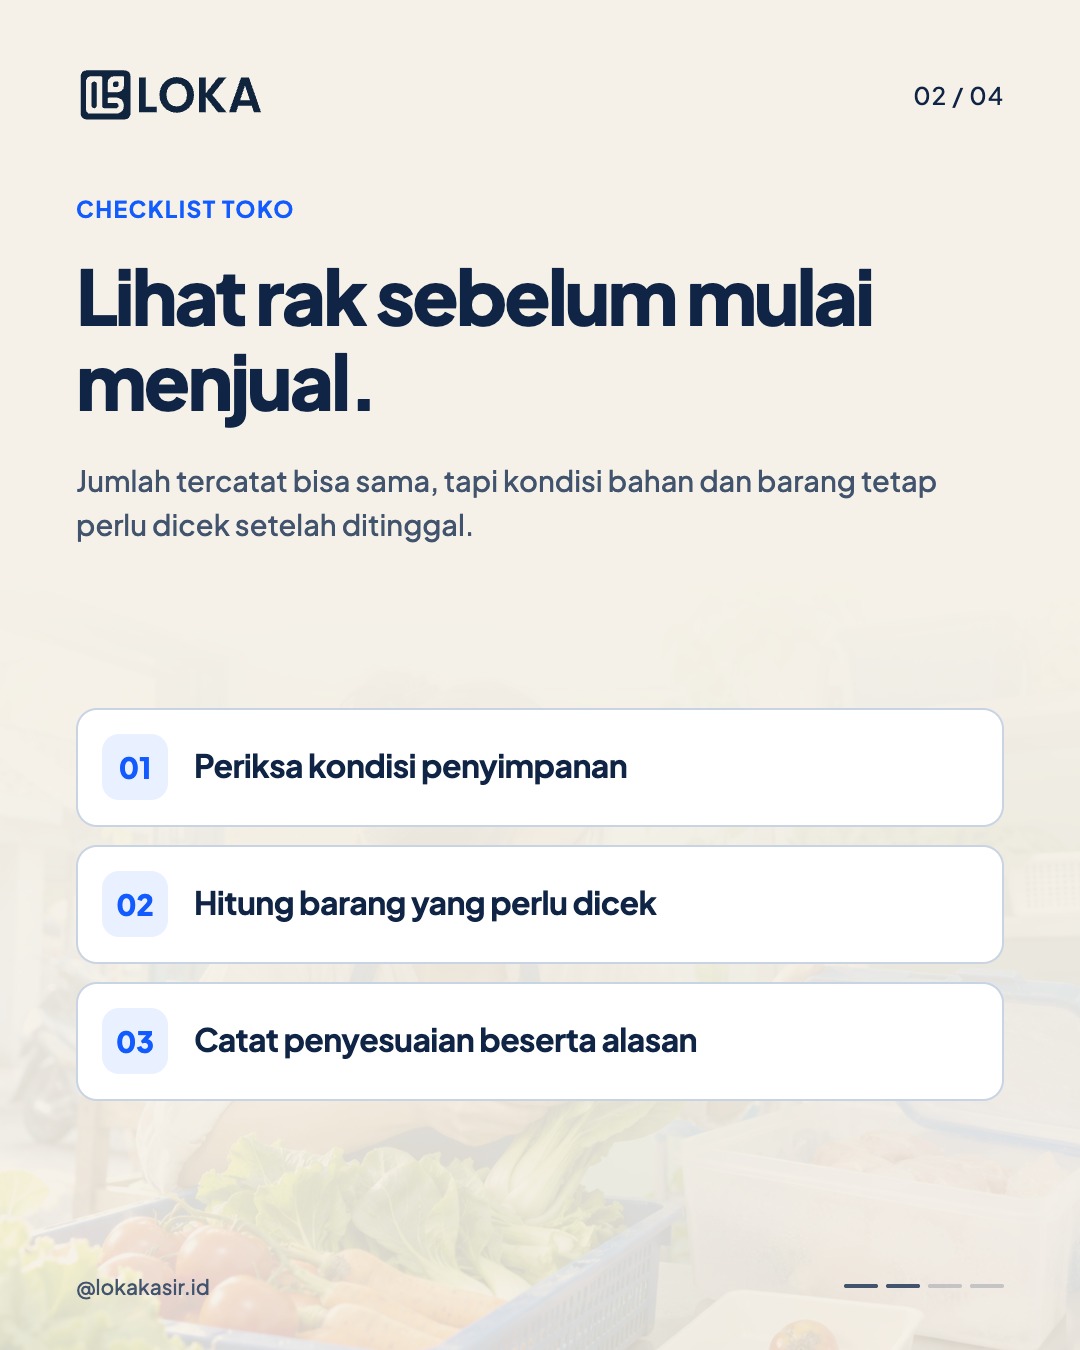 LOKA
02 / 04
CHECKLIST TOKO
Lihat rak sebelum mulai
menjual.
Jumlah tercatat bisa sama, tapi kondisi bahan dan barang tetap
perlu dicek setelah ditinggal.
01 Periksa kondisi penyimpanan
02 Hitung barang yang perlu dicek
03 Catat penyesuaian beserta alasan
@lokakasir.id